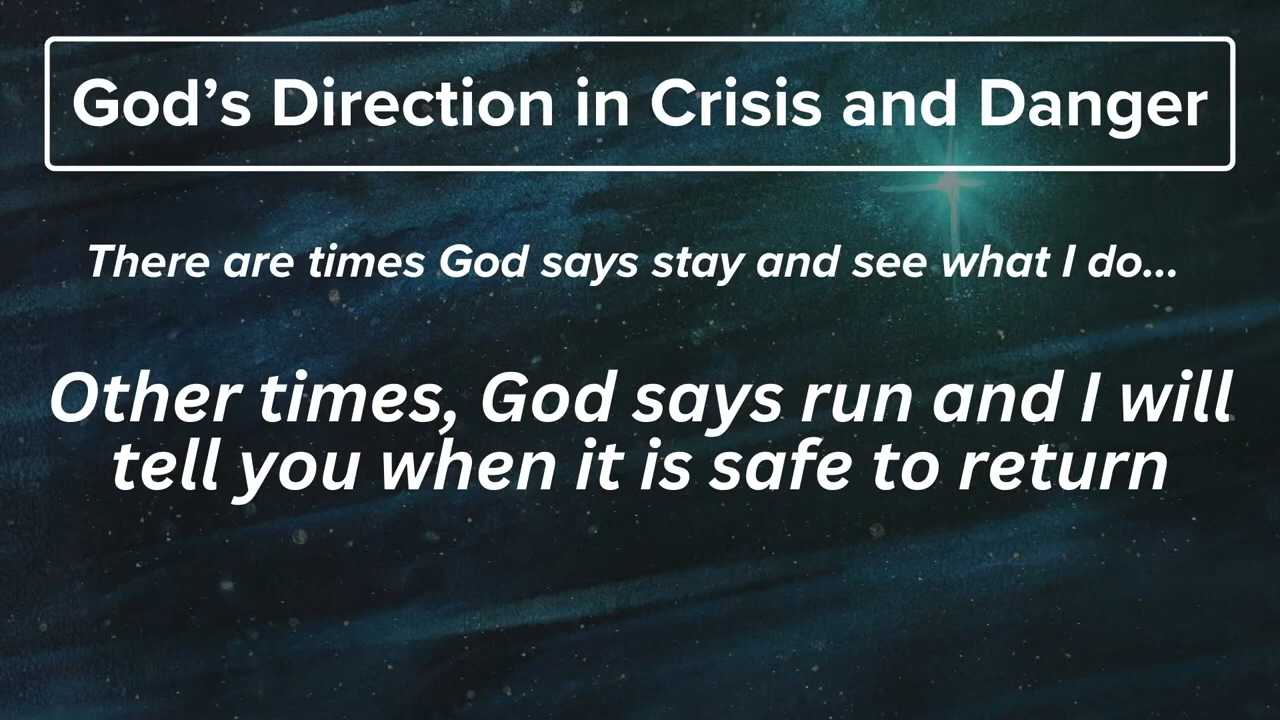 God’s Direction in Crisis and Danger
There are times God says stay and see what I do...
Other times, God says run and I will
tell you when it is safe to return